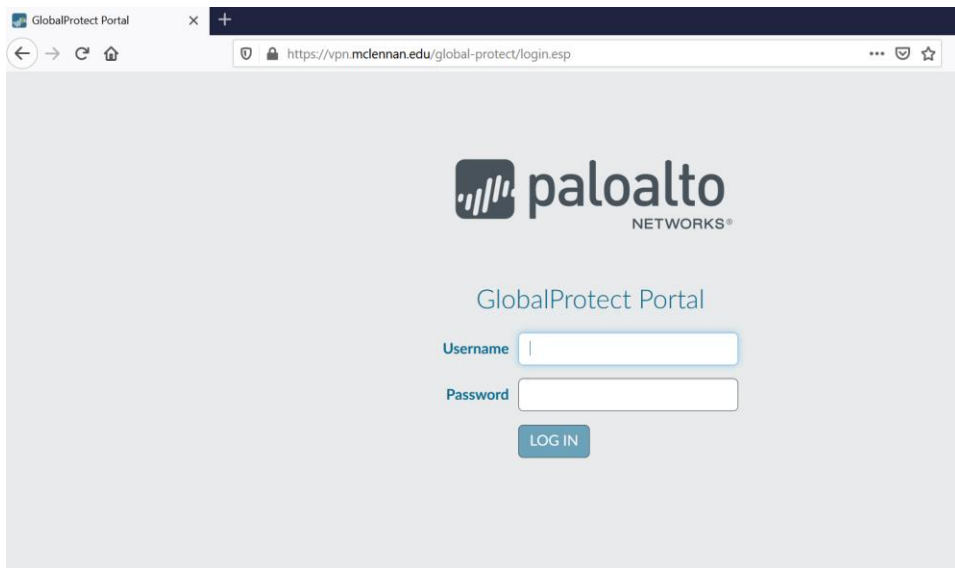 GlobalProtect Portal
https://vpn.mclennan.edu/global-protect/login.esp
paloalto
NETWORKS®
GlobalProtect Portal
Username
Password
LOG IN